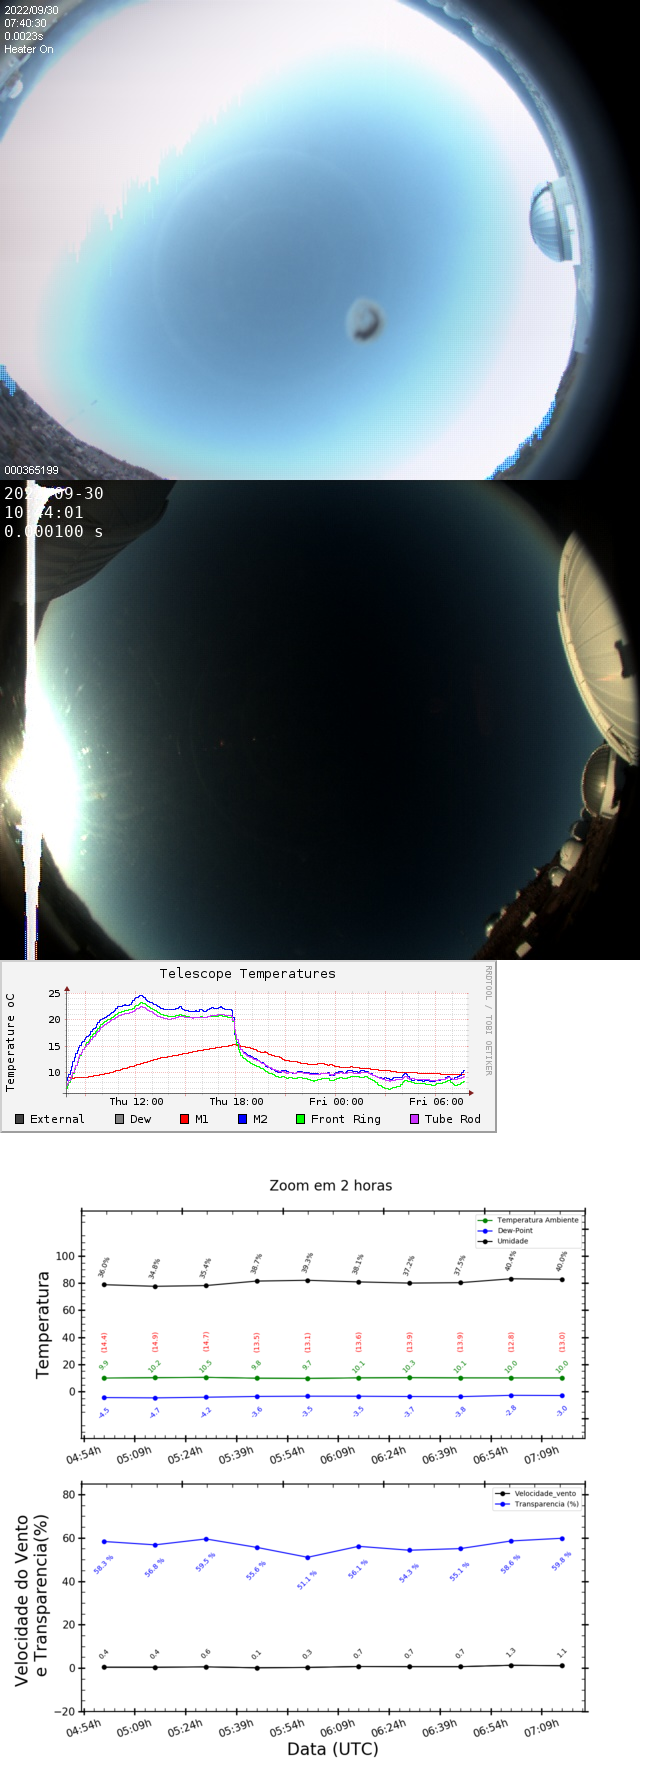 2022/09/30
07:40:30
0.0023s
Heater On
000365199
09-30
10:44:01
0.000100 s
Telescope Temperatures
RRDTOOL / TOBI OETIKER
Temperature oC
25
20
15
10
Thu 12:00 Thu 18:00 Fri 00:00 Fri 06:00
External Dew M1 M2 Front Ring Tube Rod
Zoom em 2 horas
Temperatura Ambiente
Dew-Point
Umidade
Temperatura
100
80
60
40
20
0
36.0% 34.8% 35.4% 38.7% 39.3% 38.1% 37.2% 37.5% 40.4% 40.0%
(14.4) (14.9) (14.7) (13.5) (13.1) (13.6) (13.9) (13.9) (12.8) (13.0)
9.9 10.2 10.5 9.8 9.7 10.1 10.3 10.1 10.0 10.0
-4.5 -4.7 -4.2 -3.6 -3.5 -3.5 -3.7 -3.8 -2.8 -3.0
04:54h 05:09h 05:24h 05:39h 05:54h 06:09h 06:24h 06:39h 06:54h 07:09h
Velocidade_vento
Transparencia (%)
Velocidade do Vento
e Transparencia(%)
80
60
40
20
0
−20
58.3 % 56.8 % 59.5 % 55.6 % 51.1 % 56.1 % 54.3 % 55.1 % 58.6 % 59.8 %
0.4 0.4 0.6 0.1 0.3 0.7 0.7 0.7 1.3 1.1
04:54h 05:09h 05:24h 05:39h 05:54h 06:09h 06:24h 06:39h 06:54h 07:09h
Data (UTC)